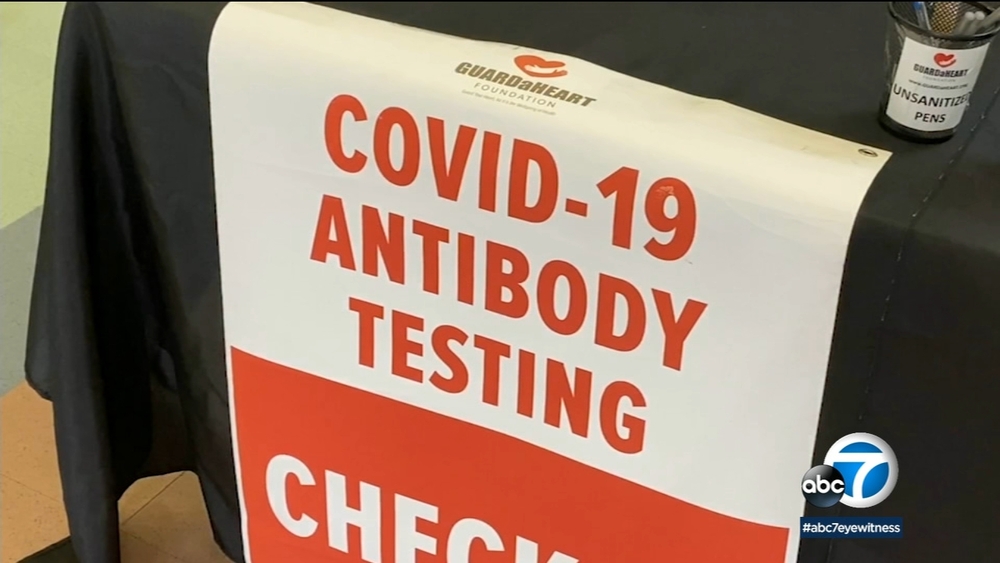 GUARDaHEART
FOUNDATION
COVID-19
ANTIBODY
TESTING
CHECK
GUARDaHEART
UNSANITIZED
PENS
abc 7
#abc7eyewitness